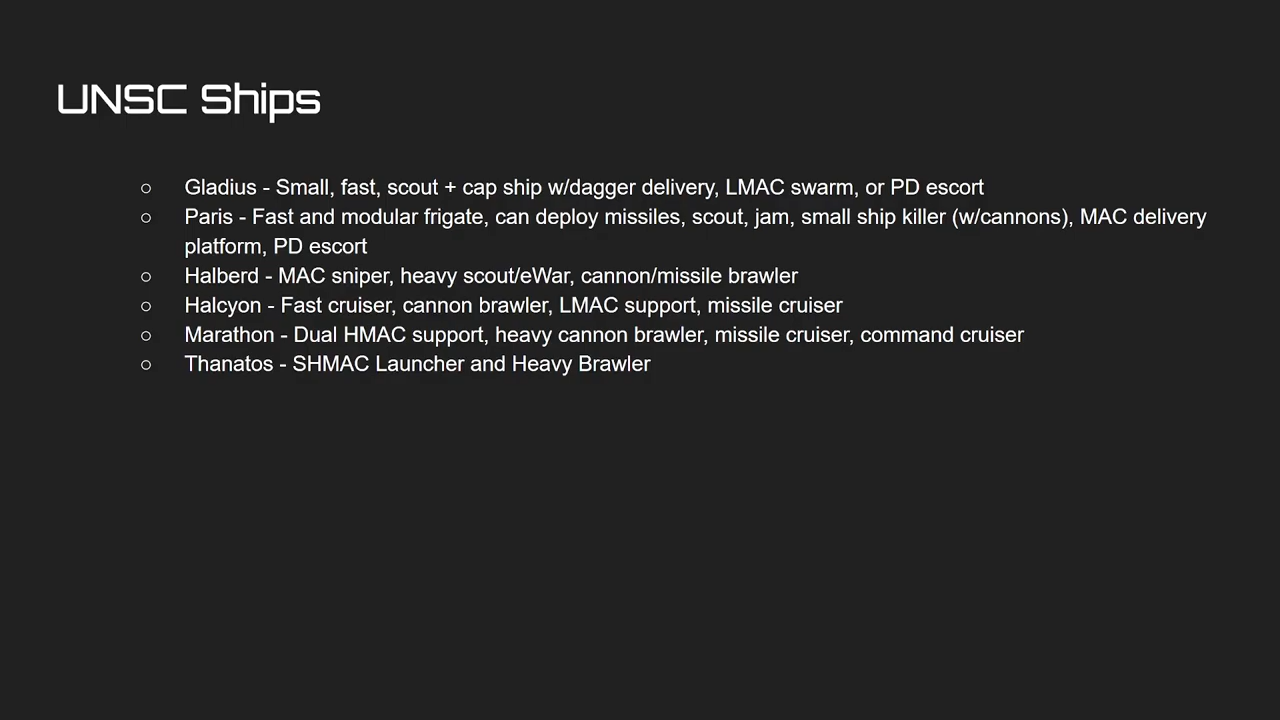 UNSC Ships
○ Gladius - Small, fast, scout + cap ship w/dagger delivery, LMAC swarm, or PD escort
○ Paris - Fast and modular frigate, can deploy missiles, scout, jam, small ship killer (w/cannons), MAC delivery
platform, PD escort
○ Halberd - MAC sniper, heavy scout/eWar, cannon/missile brawler
○ Halcyon - Fast cruiser, cannon brawler, LMAC support, missile cruiser
○ Marathon - Dual HMAC support, heavy cannon brawler, missile cruiser, command cruiser
○ Thanatos - SHMAC Launcher and Heavy Brawler